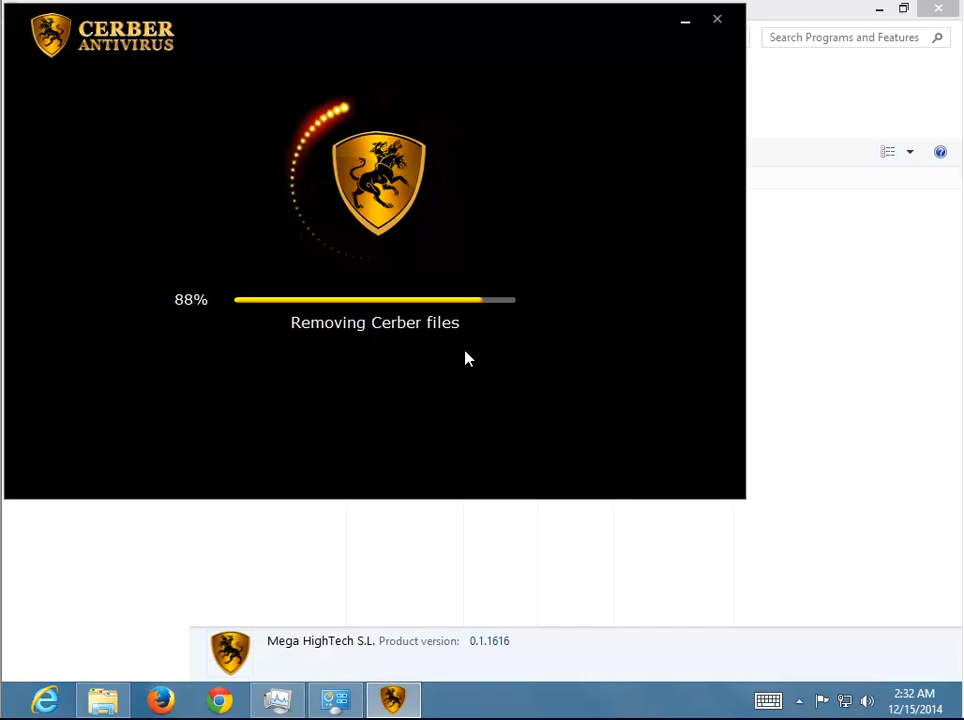 CERBER
ANTIVIRUS
Search Programs and Features
88%
Removing Cerber files
Mega HighTech S.L. Product version: 0.1.1616
2:32 AM
12/15/2014